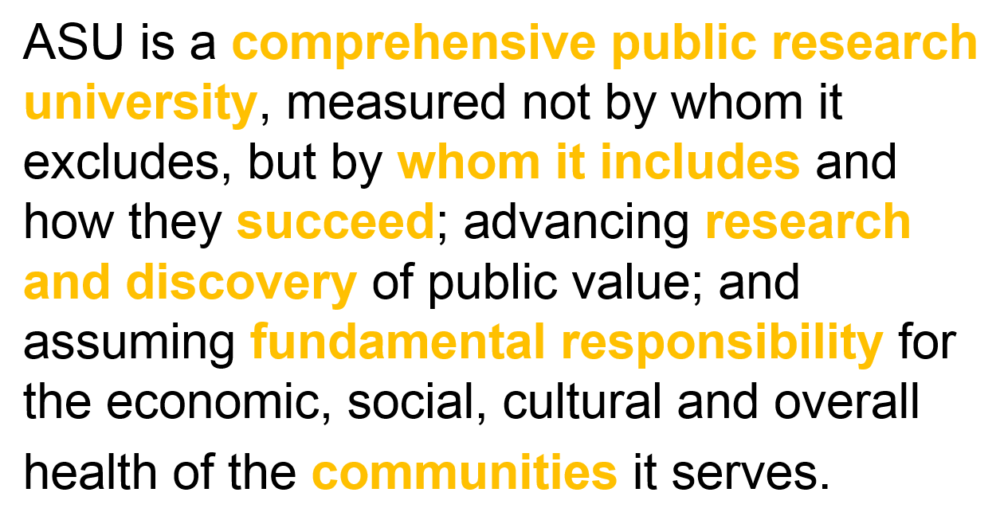 ASU is a comprehensive public research
university, measured not by whom it
excludes, but by whom it includes and
how they succeed; advancing research
and discovery of public value; and
assuming fundamental responsibility for
the economic, social, cultural and overall
health of the communities it serves.